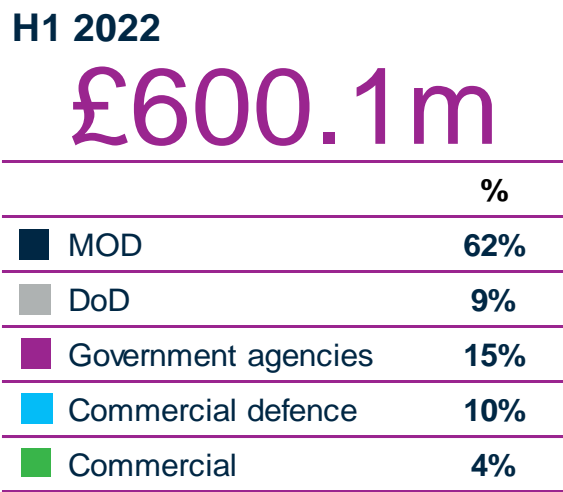 H1 2022
£600.1m
%
MOD 62%
DoD 9%
Government agencies 15%
Commercial defence 10%
Commercial 4%